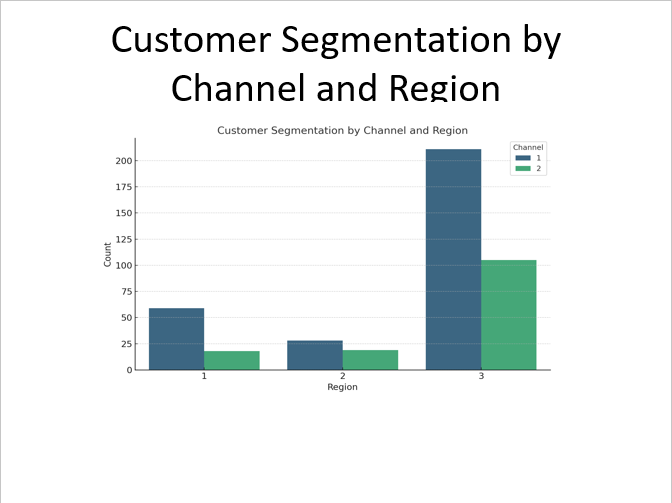 Customer Segmentation by
Channel and Region
Customer Segmentation by Channel and Region
Channel
1
2
200
175
150
125
100
75
50
25
0
Count
1 2 3
Region